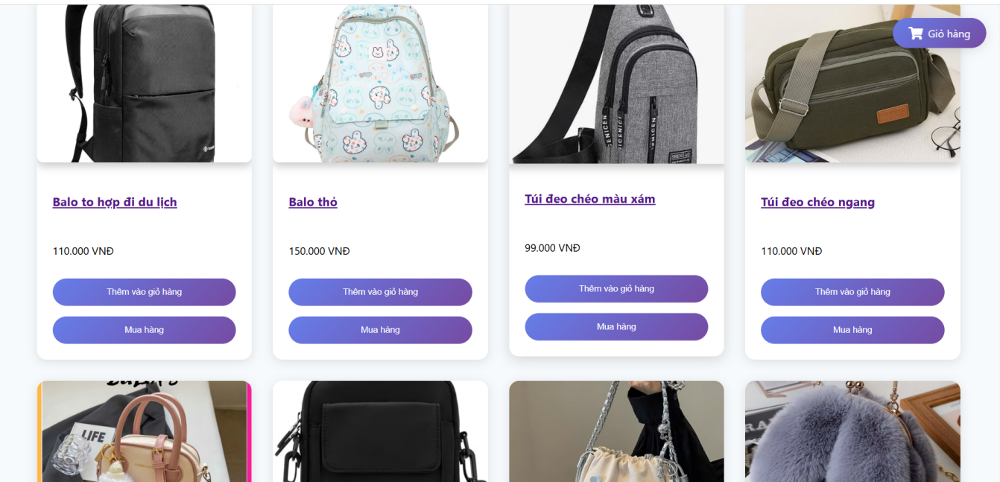 Giỏ hàng
Balo to hợp đi du lịch
110.000 VNĐ
Thêm vào giỏ hàng
Mua hàng
Balo thỏ
150.000 VNĐ
Thêm vào giỏ hàng
Mua hàng
Túi đeo chéo màu xám
99.000 VNĐ
Thêm vào giỏ hàng
Mua hàng
Túi đeo chéo ngang
110.000 VNĐ
Thêm vào giỏ hàng
Mua hàng
LIFE